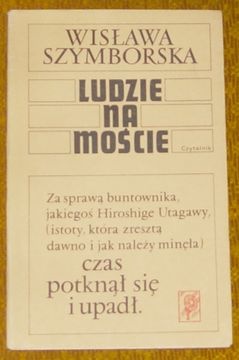 WISŁAWA
SZYMBORSKA
LUDZIE
NA
MOŚCIE
Czytelnik
Za sprawą buntownika,
jakiegoś Hiroshige Utagawy,
(istoty, która zresztą
dawno i jak należy minęła)
czas
potknął się
i upadł.